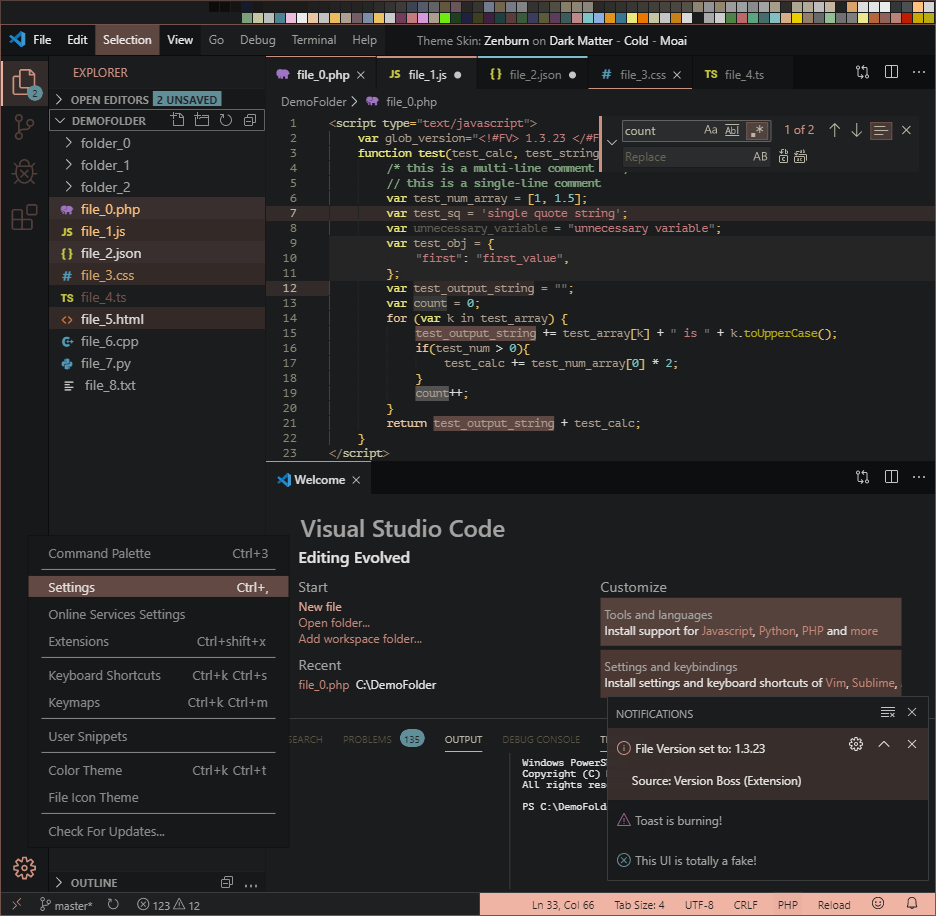 File Edit Selection View Go Debug Terminal Help Theme Skin: Zenburn on Dark Matter - Cold - Moai
EXPLORER
2
OPEN EDITORS 2 UNSAVED
DEMOFOLDER
folder_0
folder_1
folder_2
file_0.php
file_1.js
file_2.json
file_3.css
file_4.ts
file_5.html
file_6.cpp
file_7.py
file_8.txt
file_0.php JS file_1.js {} file_2.json # file_3.css TS file_4.ts
DemoFolder file_0.php
count Aa Abl .* 1 of 2
Replace AB
1 <script type="text/javascript">
2 var glob_version="<!#FV> 1.3.23 </#F
3 function test(test_calc, test_string
4 /* this is a multi-line comment
5 // this is a single-line comment
6 var test_num_array = [1, 1.5];
7 var test_sq = 'single quote string';
8 var unnecessary_variable = "unnecessary variable";
9 var test_obj = {
10 "first": "first_value",
11 };
12 var test_output_string = "";
13 var count = 0;
14 for (var k in test_array) {
15 test_output_string += test_array[k] + " is " + k.toUpperCase();
16 if(test_num > 0){
17 test_calc += test_num_array[0] * 2;
18 }
19 count++;
20 }
21 return test_output_string + test_calc;
22 }
23 </script>
Welcome
Visual Studio Code
Editing Evolved
Start
New file
Open folder...
Add workspace folder...
Recent
file_0.php C:\DemoFolder
Customize
Tools and languages
Install support for Javascript, Python, PHP and more
Settings and keybindings
Install settings and keyboard shortcuts of Vim, Sublime,
Command Palette Ctrl+3
Settings Ctrl+,
Online Services Settings
Extensions Ctrl+shift+x
Keyboard Shortcuts Ctrl+k Ctrl+s
Keymaps Ctrl+k Ctrl+m
User Snippets
Color Theme Ctrl+k Ctrl+t
File Icon Theme
Check For Updates...
OUTLINE
SEARCH PROBLEMS 135 OUTPUT DEBUG CONSOLE
Windows PowerS
Copyright (C)
All rights rese
PS C:\DemoFold
NOTIFICATIONS
File Version set to: 1.3.23
Source: Version Boss (Extension)
Toast is burning!
This UI is totally a fake!
master* 123 12 Ln 33, Col 66 Tab Size: 4 UTF-8 CRLF PHP Reload